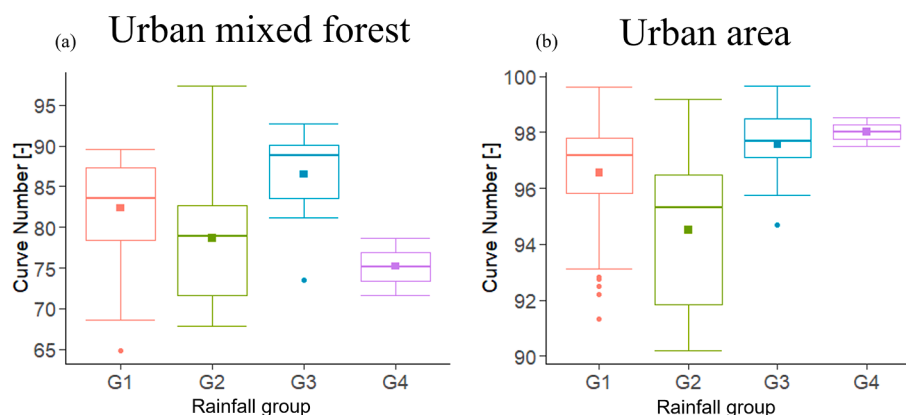 (a) Urban mixed forest
Curve Number [-]
95
90
85
80
75
70
65
G1 G2 G3 G4
Rainfall group
(b) Urban area
Curve Number [-]
100
98
96
94
92
90
G1 G2 G3 G4
Rainfall group